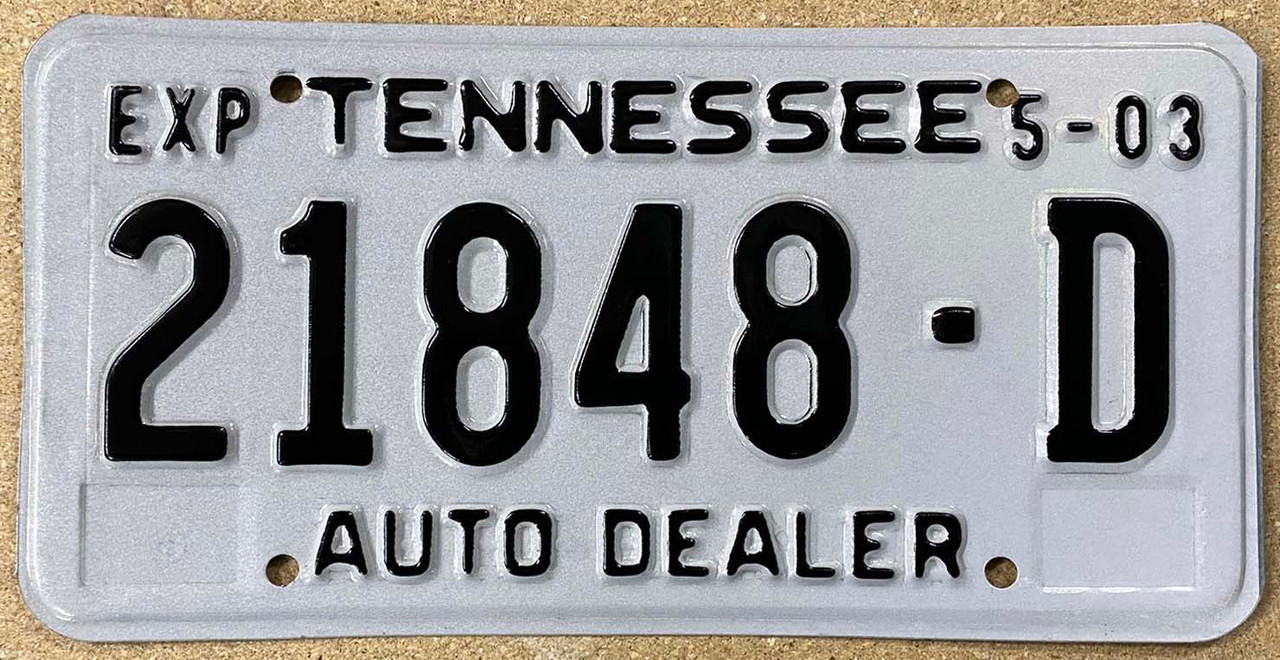 EXP TENNESSEE 5-03
21848-D
AUTO DEALER